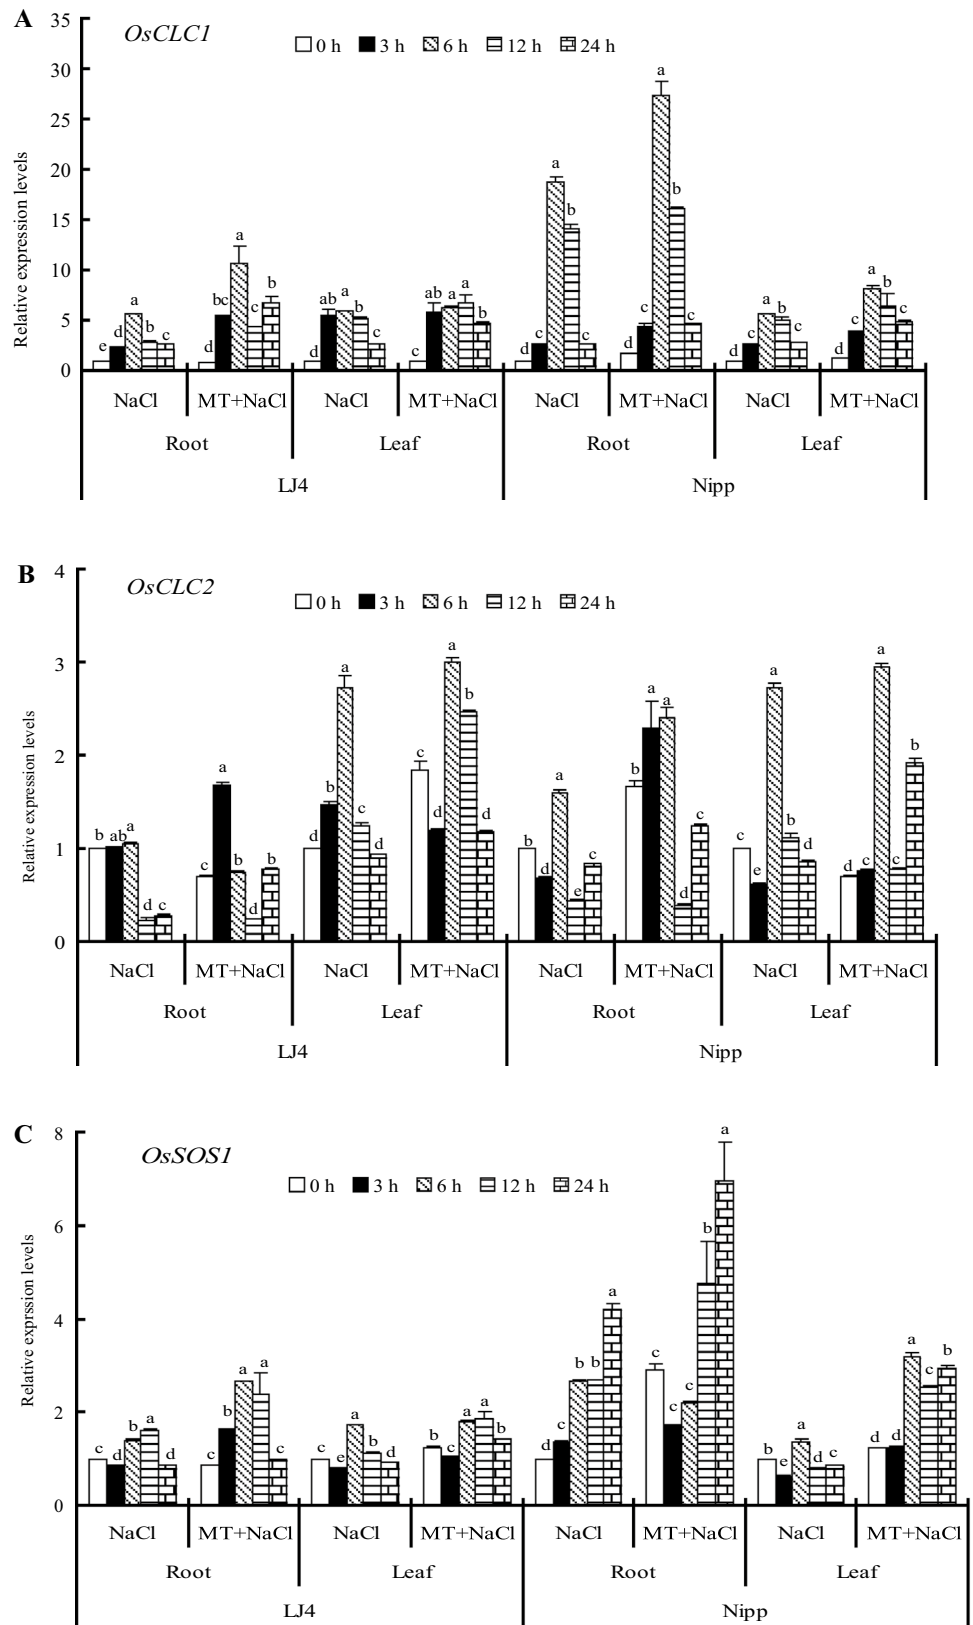 A
OsCLC1
0 h 3 h 6 h 12 h 24 h
Relative expression levels
35
30
25
20
15
10
5
0
e d a b c
d bc a c b
d ab a b c
c ab a a b
d c a b c
d c a b c
d c a b c
d c a b c
NaCl MT+NaCl NaCl MT+NaCl NaCl MT+NaCl NaCl MT+NaCl
Root Leaf Root Leaf
LJ4 Nipp
B
OsCLC2
0 h 3 h 6 h 12 h 24 h
Relative expression levels
4
3
2
1
0
b ab a d c
c a b d b
d b a c d
c d a b d
b d a e c
b a a d c
c e a b d
d c a c b
NaCl MT+NaCl NaCl MT+NaCl NaCl MT+NaCl NaCl MT+NaCl
Root Leaf Root Leaf
LJ4 Nipp
C
OsSOS1
0 h 3 h 6 h 12 h 24 h
Relative exprssion levels
8
6
4
2
0
c d b a d
c b a a c
c e a b d
b c a a b
d c b b a
c c c b a
b e a d c
d d a c b
NaCl MT+NaCl NaCl MT+NaCl NaCl MT+NaCl NaCl MT+NaCl
Root Leaf Root Leaf
LJ4 Nipp